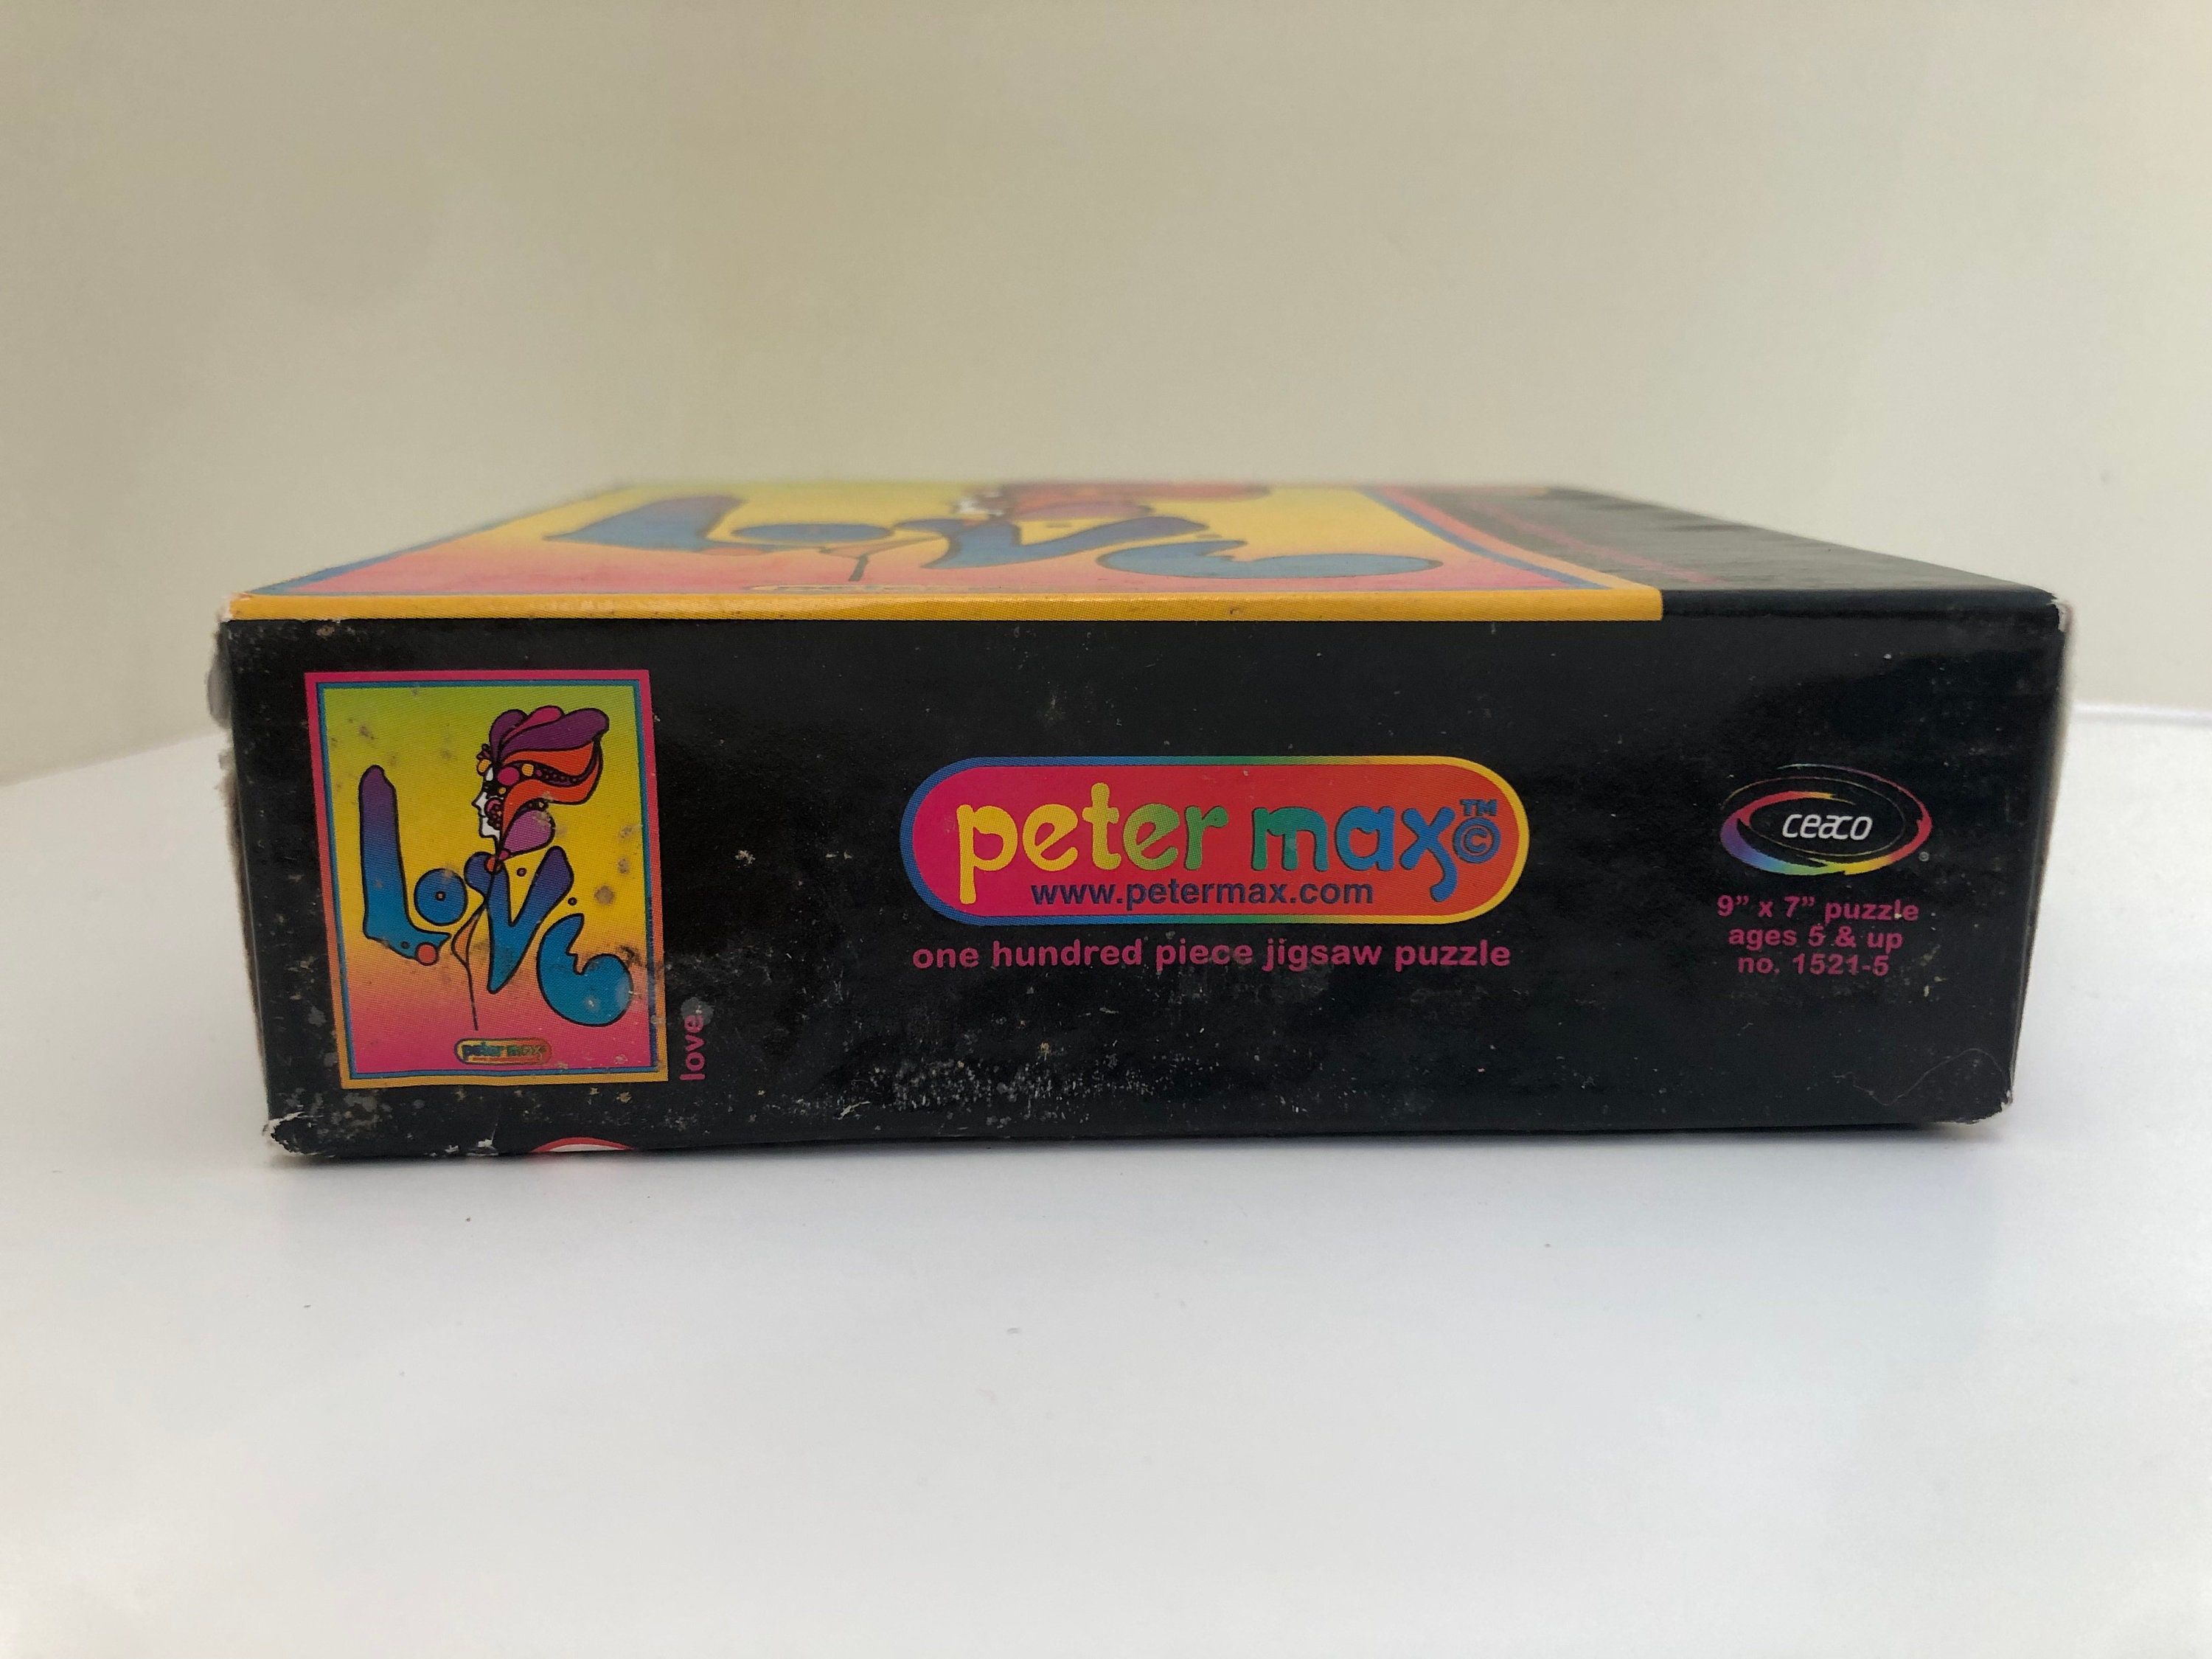 LOVE
LOVE
peter max
love.
peter max™©
www.petermax.com
one hundred piece jigsaw puzzle
ceaco
9” x 7” puzzle
ages 5 & up
no. 1521-5